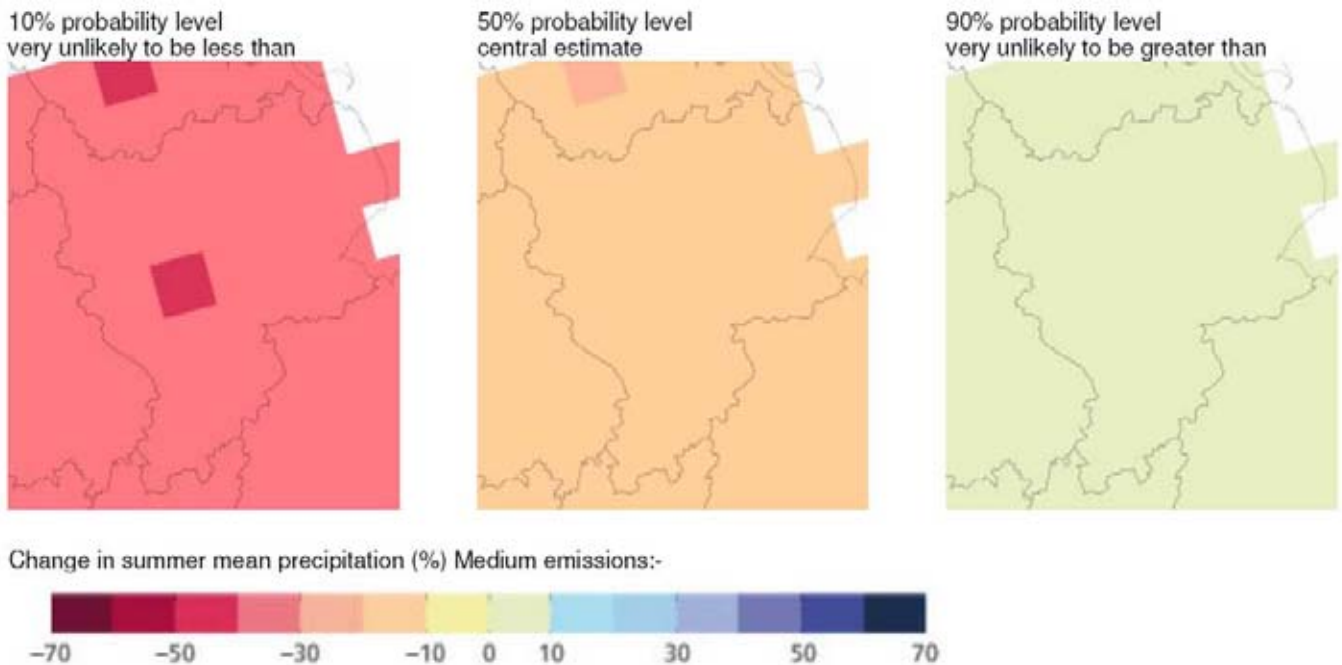 10% probability level
very unlikely to be less than
50% probability level
central estimate
90% probability level
very unlikely to be greater than
Change in summer mean precipitation (%) Medium emissions:-
−70 −50 −30 −10 0 10 30 50 70